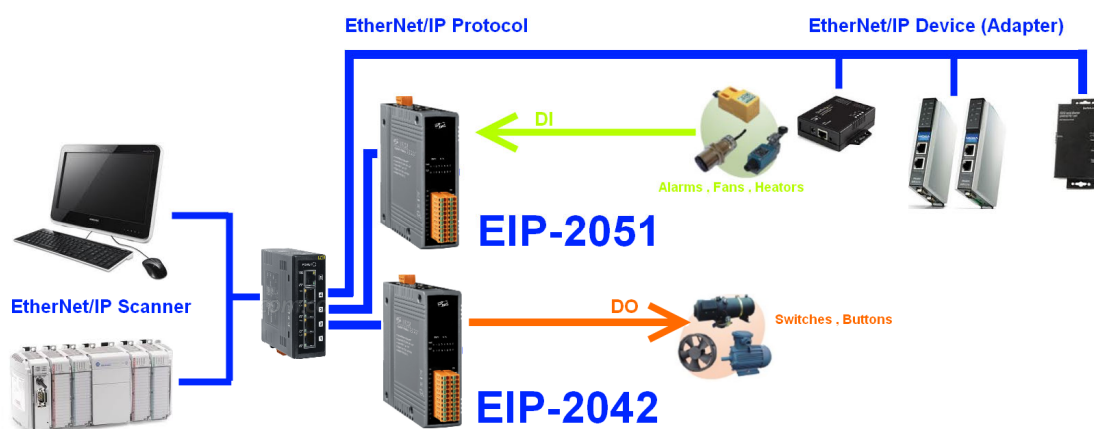 EtherNet/IP Protocol
EtherNet/IP Device (Adapter)
DI
Alarms . Fans . Heators
EIP-2051
EtherNet/IP Scanner
DO
Switches . Buttons
EIP-2042